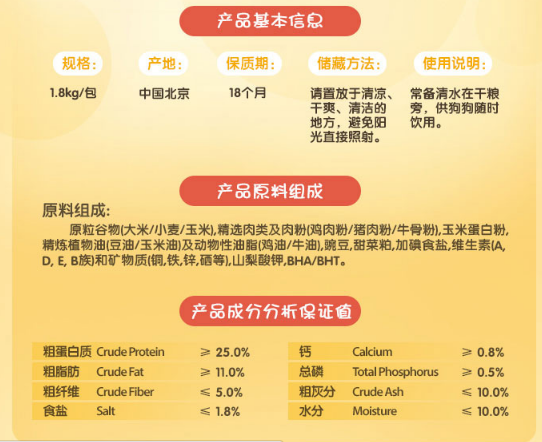 产品基本信息
规格: 产地: 保质期: 储藏方法: 使用说明:
1.8kg/包 中国北京 18个月 请置放于清凉、 常备清水在干粮
干爽、清洁的 旁，供狗狗随时
地方，避免阳 饮用。
光直接照射。
产品原料组成
原料组成:
原粒谷物(大米/小麦/玉米),精选肉类及肉粉(鸡肉粉/猪肉粉/牛骨粉),玉米蛋白粉,
精炼植物油(豆油/玉米油)及动物性油脂(鸡油/牛油),豌豆,甜菜粕,加碘食盐,维生素(A,
D, E, B族)和矿物质(铜,铁,锌,硒等),山梨酸钾,BHA/BHT。
产品成分分析保证值
粗蛋白质 Crude Protein ≥ 25.0% 钙 Calcium ≥ 0.8%
粗脂肪 Crude Fat ≥ 11.0% 总磷 Total Phosphorus ≥ 0.5%
粗纤维 Crude Fiber ≤ 5.0% 粗灰分 Crude Ash ≤ 10.0%
食盐 Salt ≤ 1.8% 水分 Moisture ≤ 10.0%